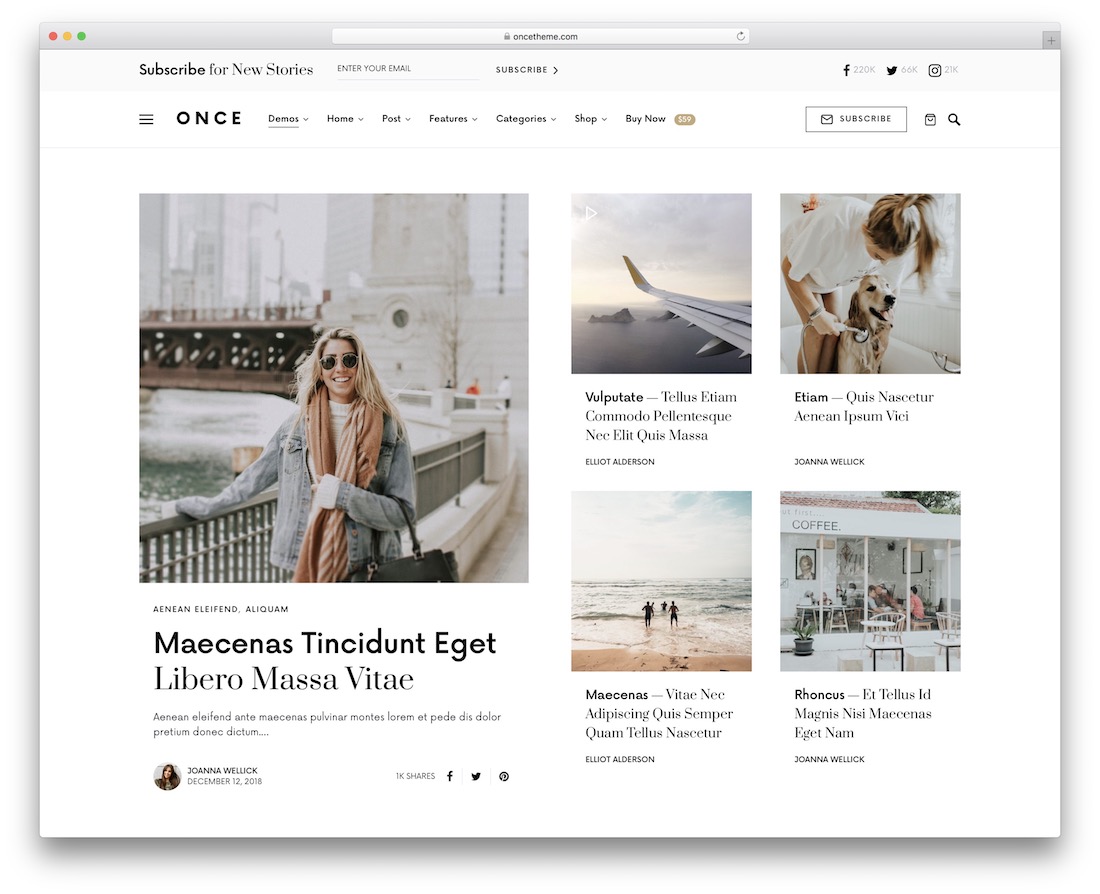 oncetheme.com
Subscribe for New Stories
ENTER YOUR EMAIL
SUBSCRIBE
220K
66K
21K
ONCE
Demos
Home
Post
Features
Categories
Shop
Buy Now
$59
SUBSCRIBE
AENEAN ELEIFEND, ALIQUAM
Maecenas Tincidunt Eget
Libero Massa Vitae
Aenean eleifend ante maecenas pulvinar montes lorem et pede dis dolor
pretium donec dictum....
JOANNA WELLICK
DECEMBER 12, 2018
1K SHARES
Vulputate — Tellus Etiam
Commodo Pellentesque
Nec Elit Quis Massa
ELLIOT ALDERSON
Etiam — Quis Nascetur
Aenean Ipsum Vici
JOANNA WELLICK
Maecenas — Vitae Nec
Adipiscing Quis Semper
Quam Tellus Nascetur
ELLIOT ALDERSON
ut first...
COFFEE.
Rhoncus — Et Tellus Id
Magnis Nisi Maecenas
Eget Nam
JOANNA WELLICK